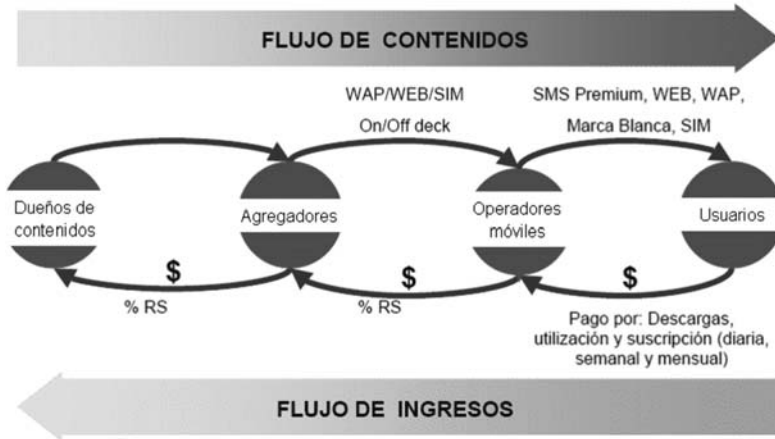 FLUJO DE CONTENIDOS
WAP/WEB/SIM
On/Off deck
SMS Premium, WEB, WAP,
Marca Blanca, SIM
Dueños de
contenidos
Agregadores
Operadores
móviles
Usuarios
$
$
$
% RS
% RS
Pago por: Descargas,
utilización y suscripción (diaria,
semanal y mensual)
FLUJO DE INGRESOS